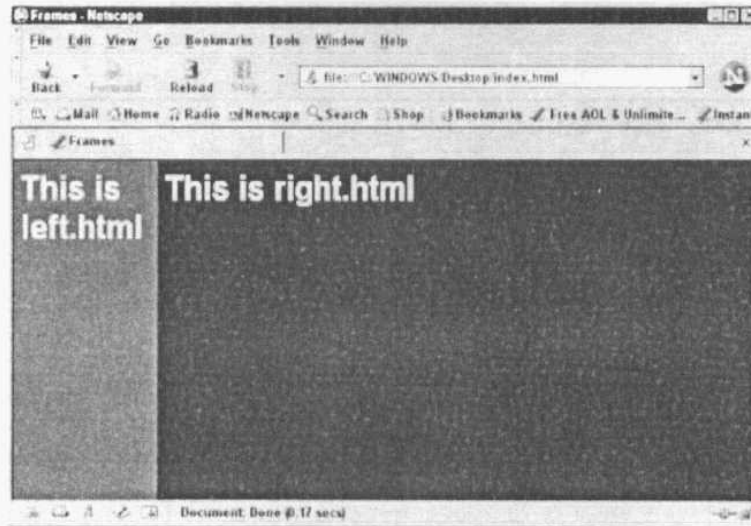 Frames - Netscape
File Edit View Go Bookmarks Tools Window Help
Back Forward Reload Stop file: C: WINDOWS Desktop index.html
Mail Home Radio Netscape Search Shop Bookmarks Free AOL & Unlimite... Instan
Frames
This is
left.html
This is right.html
Document: Done (0.17 secs)